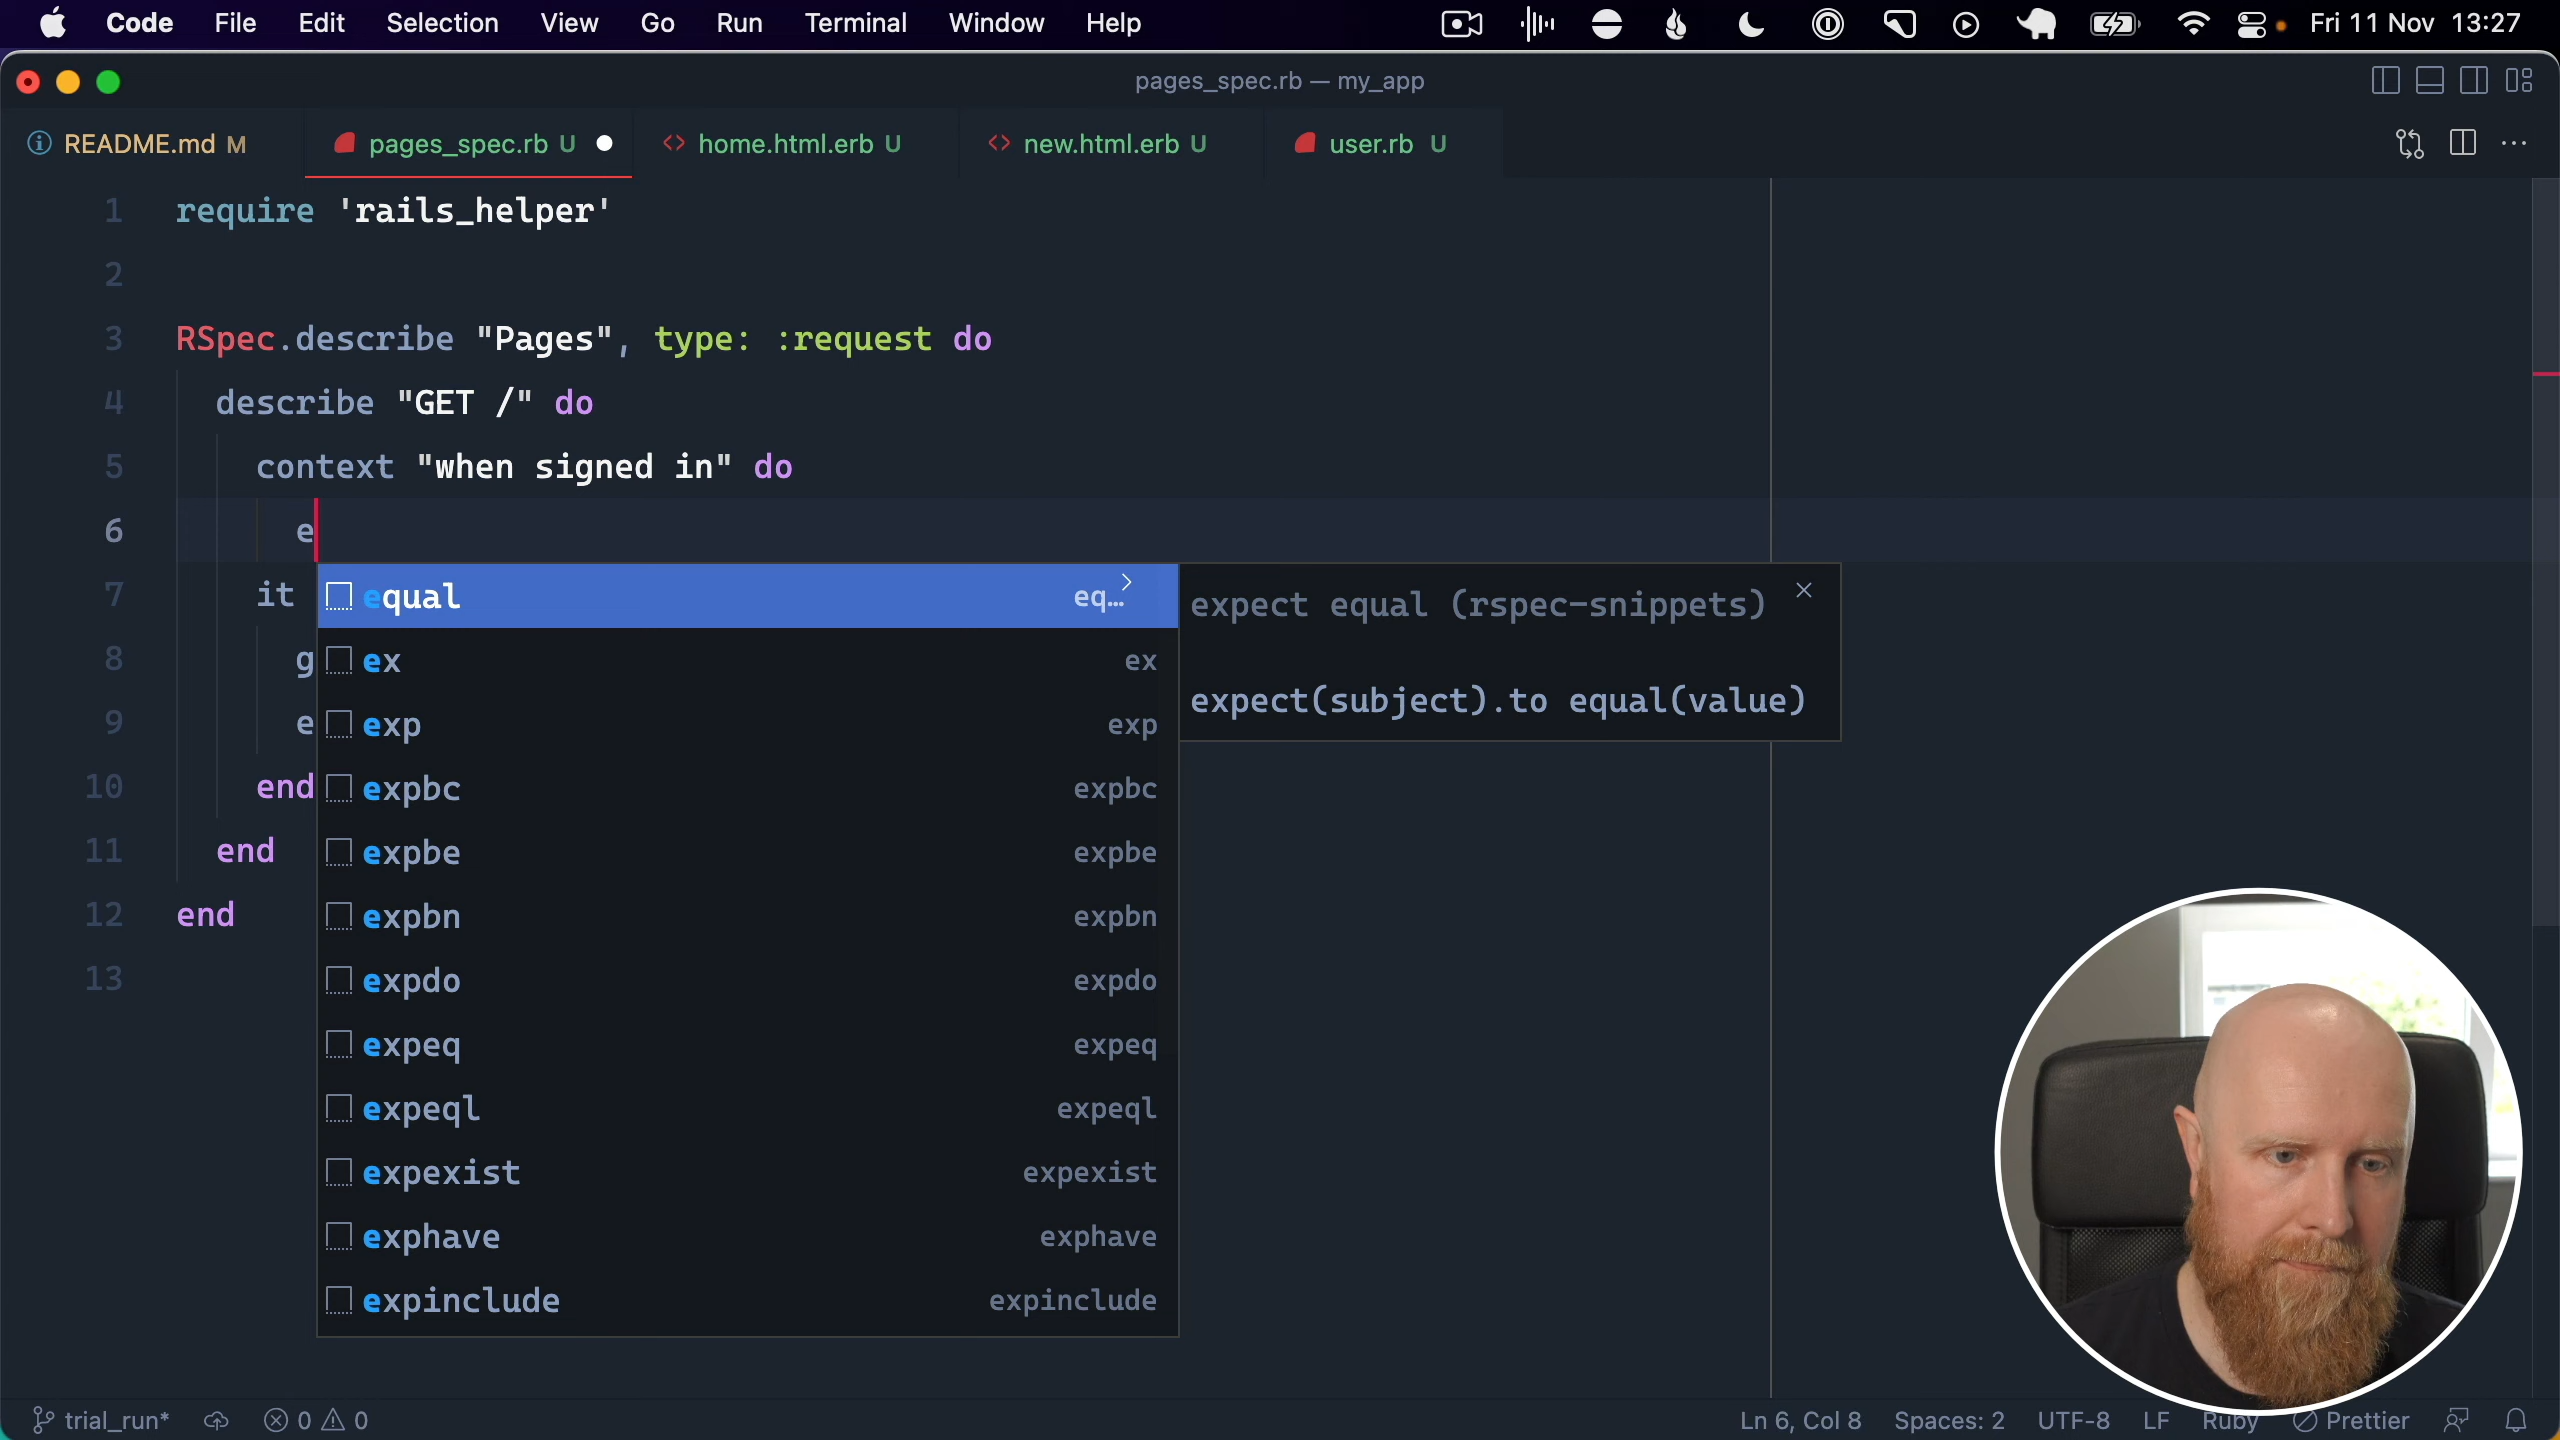 Code File Edit Selection View Go Run Terminal Window Help Fri 11 Nov 13:27
pages_spec.rb — my_app
README.md M pages_spec.rb U home.html.erb U new.html.erb U user.rb U
1 require 'rails_helper'
2
3 RSpec.describe "Pages", type: :request do
4 describe "GET /" do
5 context "when signed in" do
6 e
7 it
8 g
9 e
10 end
11 end
12 end
13
equal eq…
ex ex
exp exp
expbc expbc
expbe expbe
expbn expbn
expdo expdo
expeq expeq
expeql expeql
expexist expexist
exphave exphave
expinclude expinclude
expect equal (rspec-snippets)
expect(subject).to equal(value)
trial_run* 0 0 Ln 6, Col 8 Spaces: 2 UTF-8 LF Ruby Prettier